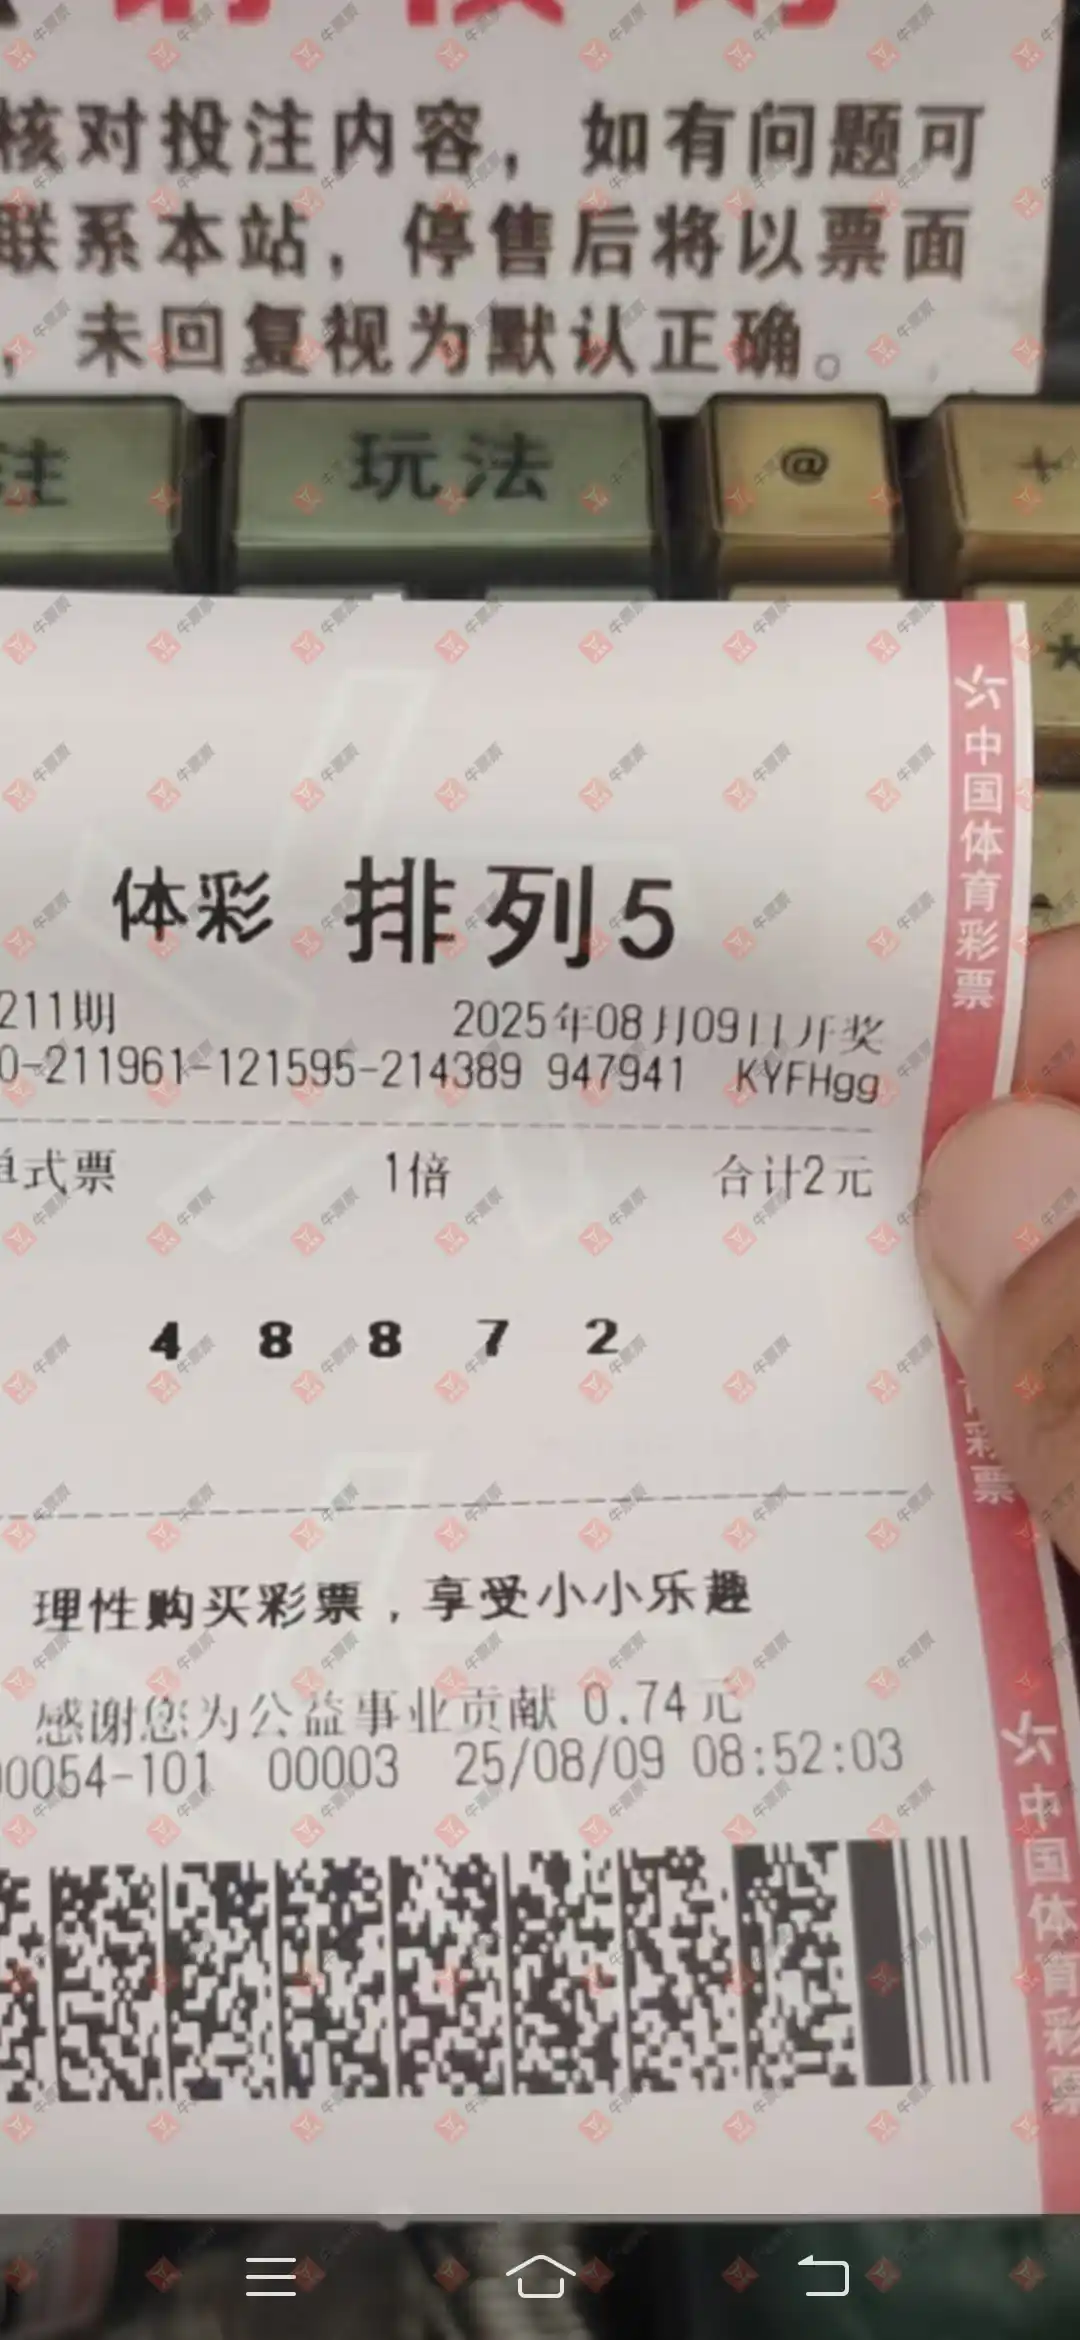 核对投注内容，如有问题可
联系本站，停售后将以票面
，未回复视为默认正确。
注 玩法 @ +
*
中国体育彩票
体彩 排列5
211期 2025年08月09日开奖
0-211961-121595-214389 947941 KYFHgg
单式票 1倍 合计2元
4 8 8 7 2
彩票
理性购买彩票，享受小小乐趣
感谢您为公益事业贡献 0.74元
00054-101 00003 25/08/09 08:52:03
中国体育彩票
牛票票